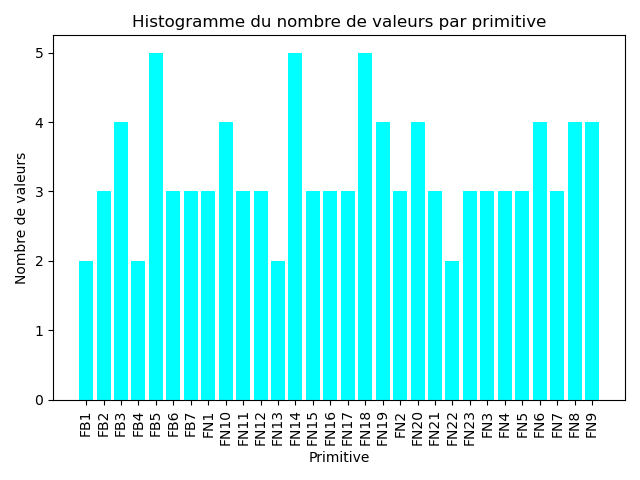 Histogramme du nombre de valeurs par primitive
Nombre de valeurs
5
4
3
2
1
0
FB1 FB2 FB3 FB4 FB5 FB6 FB7 FN1 FN10 FN11 FN12 FN13 FN14 FN15 FN16 FN17 FN18 FN19 FN2 FN20 FN21 FN22 FN23 FN3 FN4 FN5 FN6 FN7 FN8 FN9
Primitive